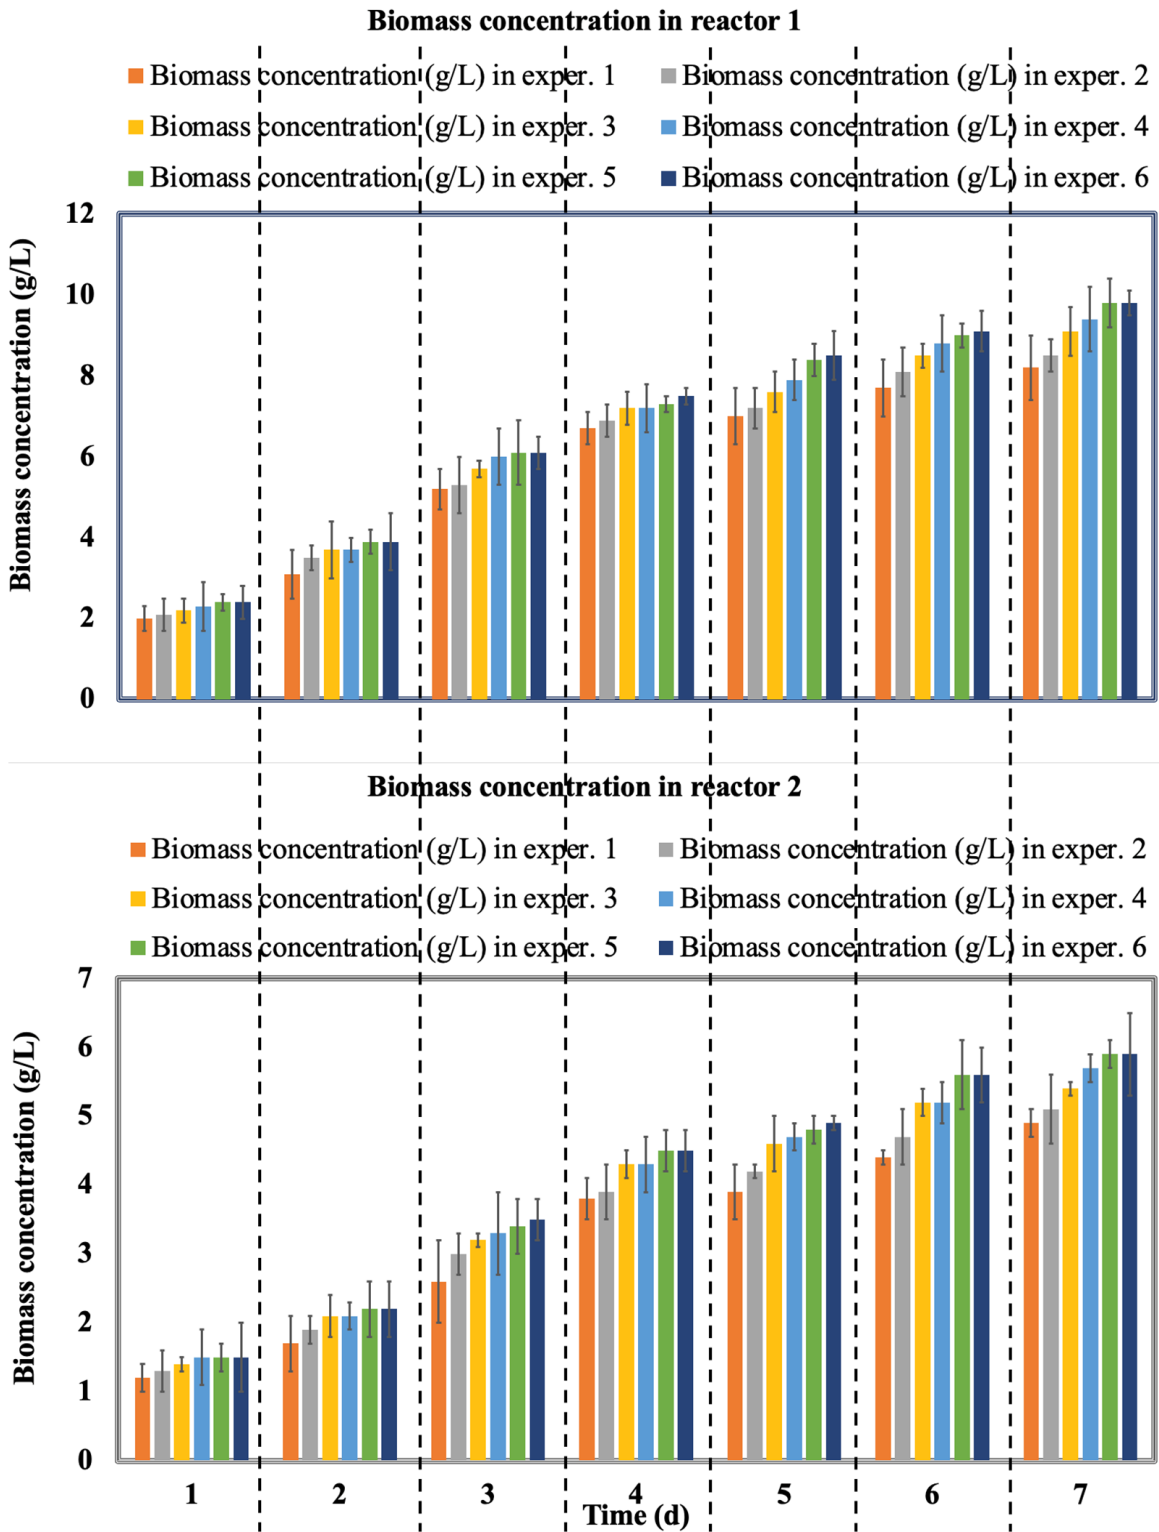 Biomass concentration in reactor 1
Biomass concentration (g/L) in exper. 1
Biomass concentration (g/L) in exper. 2
Biomass concentration (g/L) in exper. 3
Biomass concentration (g/L) in exper. 4
Biomass concentration (g/L) in exper. 5
Biomass concentration (g/L) in exper. 6
Biomass concentration (g/L)
12
10
8
6
4
2
0
Biomass concentration in reactor 2
Biomass concentration (g/L) in exper. 1
Biomass concentration (g/L) in exper. 2
Biomass concentration (g/L) in exper. 3
Biomass concentration (g/L) in exper. 4
Biomass concentration (g/L) in exper. 5
Biomass concentration (g/L) in exper. 6
Biomass concentration (g/L)
7
6
5
4
3
2
1
0
1 2 3 4 5 6 7
Time (d)